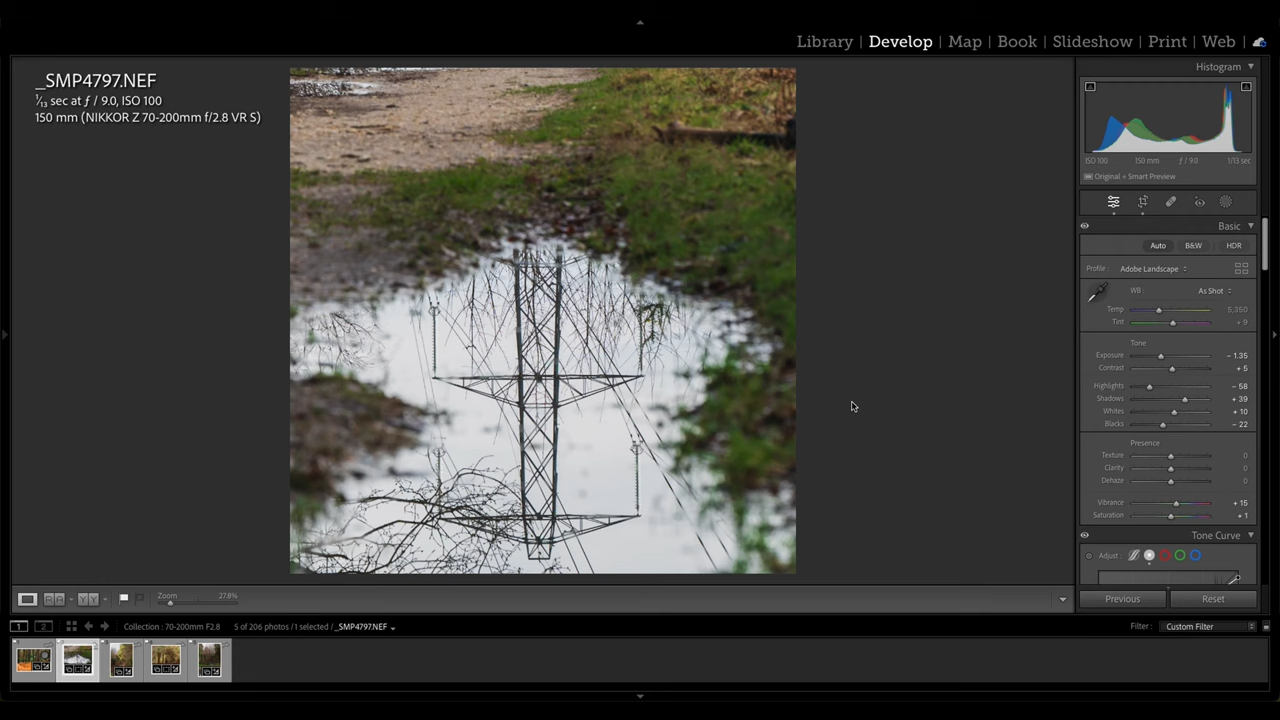 Library | Develop | Map | Book | Slideshow | Print | Web
_SMP4797.NEF
1/13 sec at ƒ / 9.0, ISO 100
150 mm (NIKKOR Z 70-200mm f/2.8 VR S)
Histogram
ISO 100 150 mm ƒ / 9.0 1/13 sec
Original + Smart Preview
Basic
Auto B&W HDR
Profile : Adobe Landscape
WB : As Shot
Temp 5,350
Tint + 9
Tone
Exposure − 1.35
Contrast + 5
Highlights − 58
Shadows + 39
Whites + 10
Blacks − 22
Presence
Texture 0
Clarity 0
Dehaze 0
Vibrance + 15
Saturation + 1
Tone Curve
Adjust :
Previous Reset
Zoom 27.8%
1 2 Collection : 70-200mm F2.8 5 of 206 photos / 1 selected / _SMP4797.NEF
Filter : Custom Filter